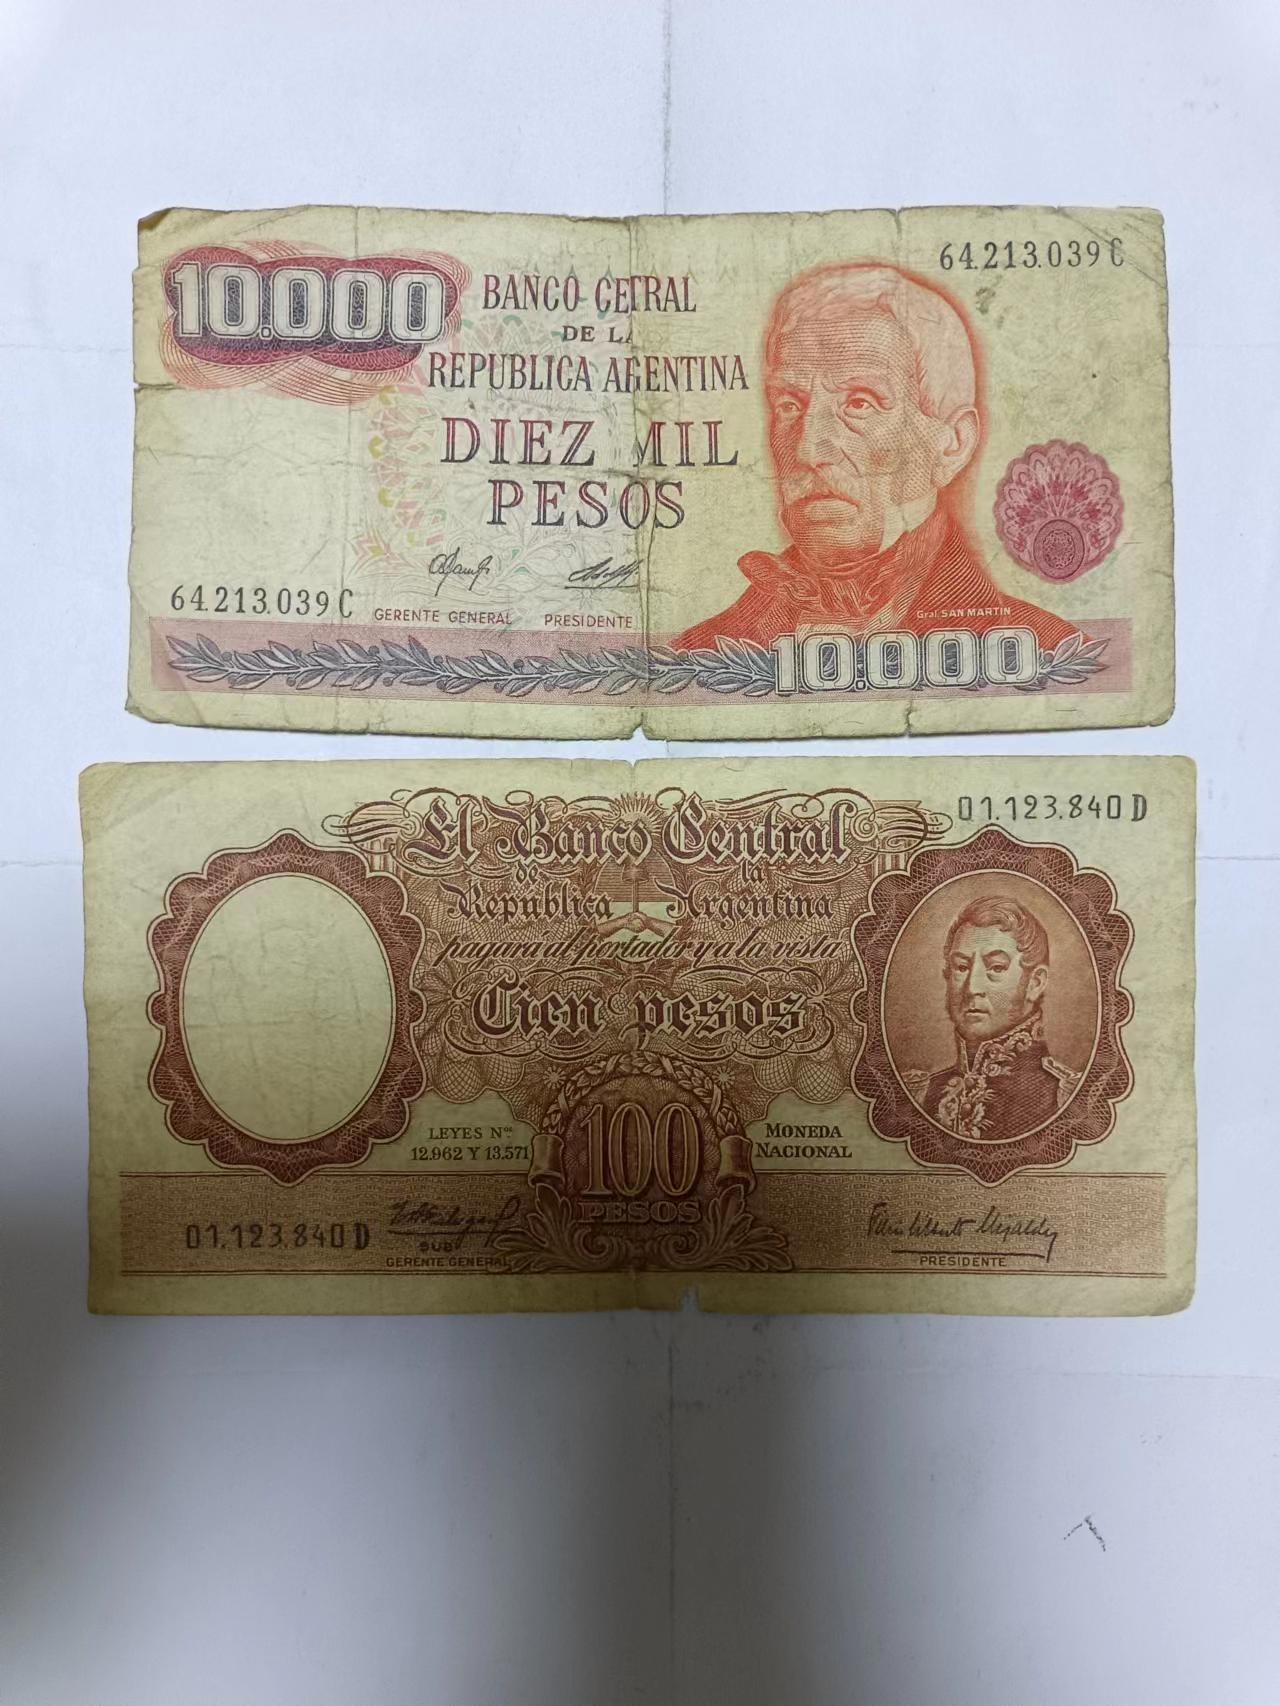 10.000
64.213.039 C
BANCO CETRAL
DE LA
REPUBLICA ARENTINA
DIEZ MIL
PESOS
64.213.039 C
GERENTE GENERAL
PRESIDENTE
Gral. SAN MARTIN
10.000
01.123.840 D
El Banco Central
de la
República Argentina
pagará al portador y a la vista
Cien pesos
LEYES Nos
12.962 Y 13.571
100
PESOS
MONEDA
NACIONAL
01.123.840 D
SUB
GERENTE GENERAL
PRESIDENTE